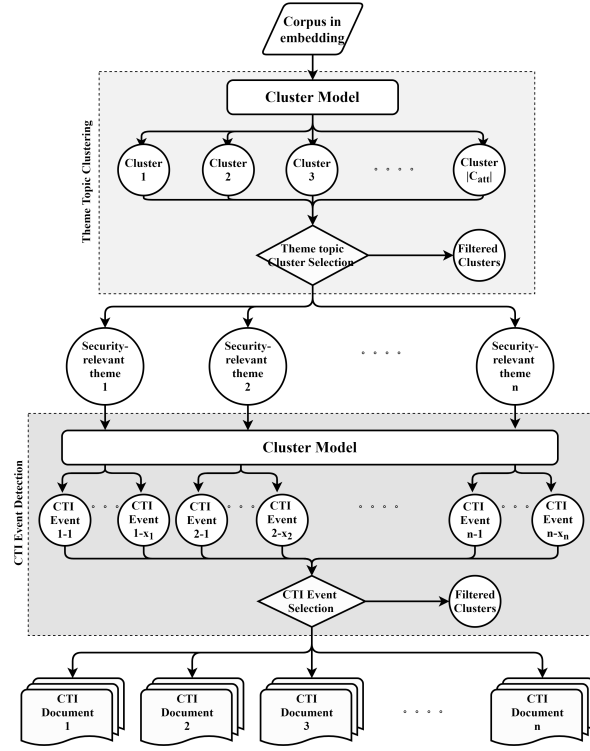 Corpus in
embedding
Theme Topic Clustering
Cluster Model
Cluster
1
Cluster
2
Cluster
3
Cluster
|C_att|
Theme topic
Cluster Selection
Filtered
Clusters
Security-
relevant
theme
1
Security-
relevant
theme
2
Security-
relevant
theme
n
CTI Event Detection
Cluster Model
CTI
Event
1-1
CTI
Event
1-x₁
CTI
Event
2-1
CTI
Event
2-x₂
CTI
Event
n-1
CTI
Event
n-xₙ
CTI Event
Selection
Filtered
Clusters
CTI
Document
1
CTI
Document
2
CTI
Document
3
CTI
Document
n